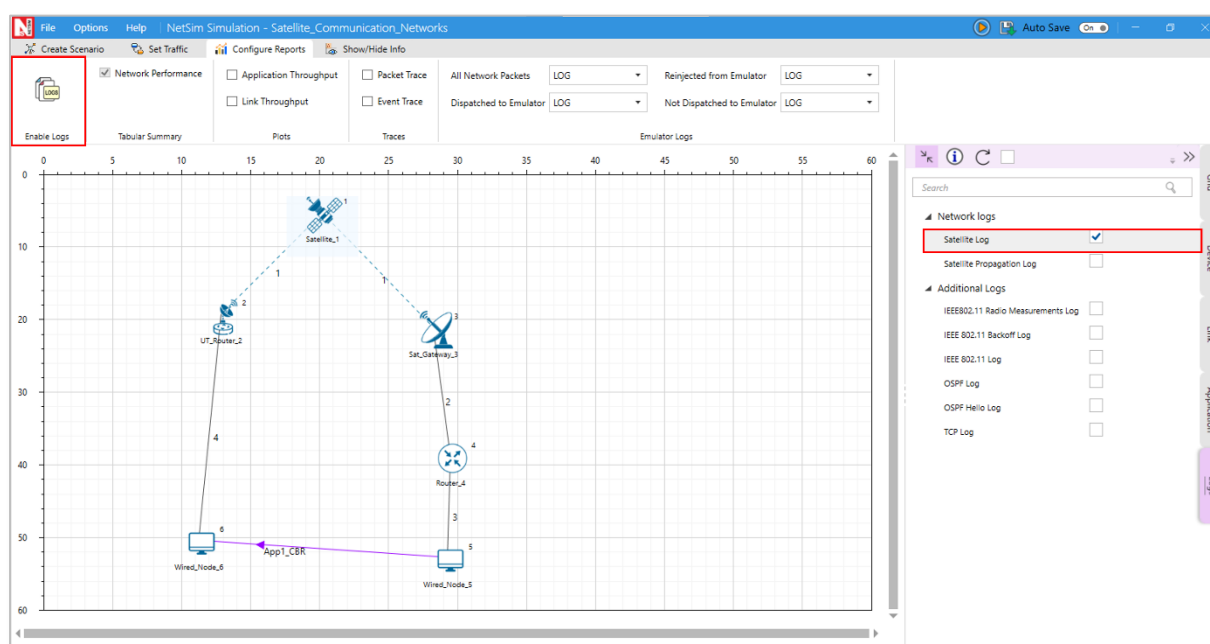 N File Options Help NetSim Simulation - Satellite_Communication_Networks Auto Save On
Create Scenario Set Traffic Configure Reports Show/Hide Info
LOGS
Enable Logs
Network Performance
Tabular Summary
Application Throughput
Link Throughput
Plots
Packet Trace
Event Trace
Traces
All Network Packets LOG Reinjected from Emulator LOG
Dispatched to Emulator LOG Not Dispatched to Emulator LOG
Emulator Logs
0 5 10 15 20 25 30 35 40 45 50 55 60
0
10
20
30
40
50
60
1
Satellite_1
1
1
2
UT_Router_2
3
Sat_Gateway_3
2
4
4
Router_4
3
6
Wired_Node_6
App1_CBR
5
Wired_Node_5
Search
Network logs
Satellite Log
Satellite Propagation Log
Additional Logs
IEEE802.11 Radio Measurements Log
IEEE 802.11 Backoff Log
IEEE 802.11 Log
OSPF Log
OSPF Hello Log
TCP Log
Device
Link
Application